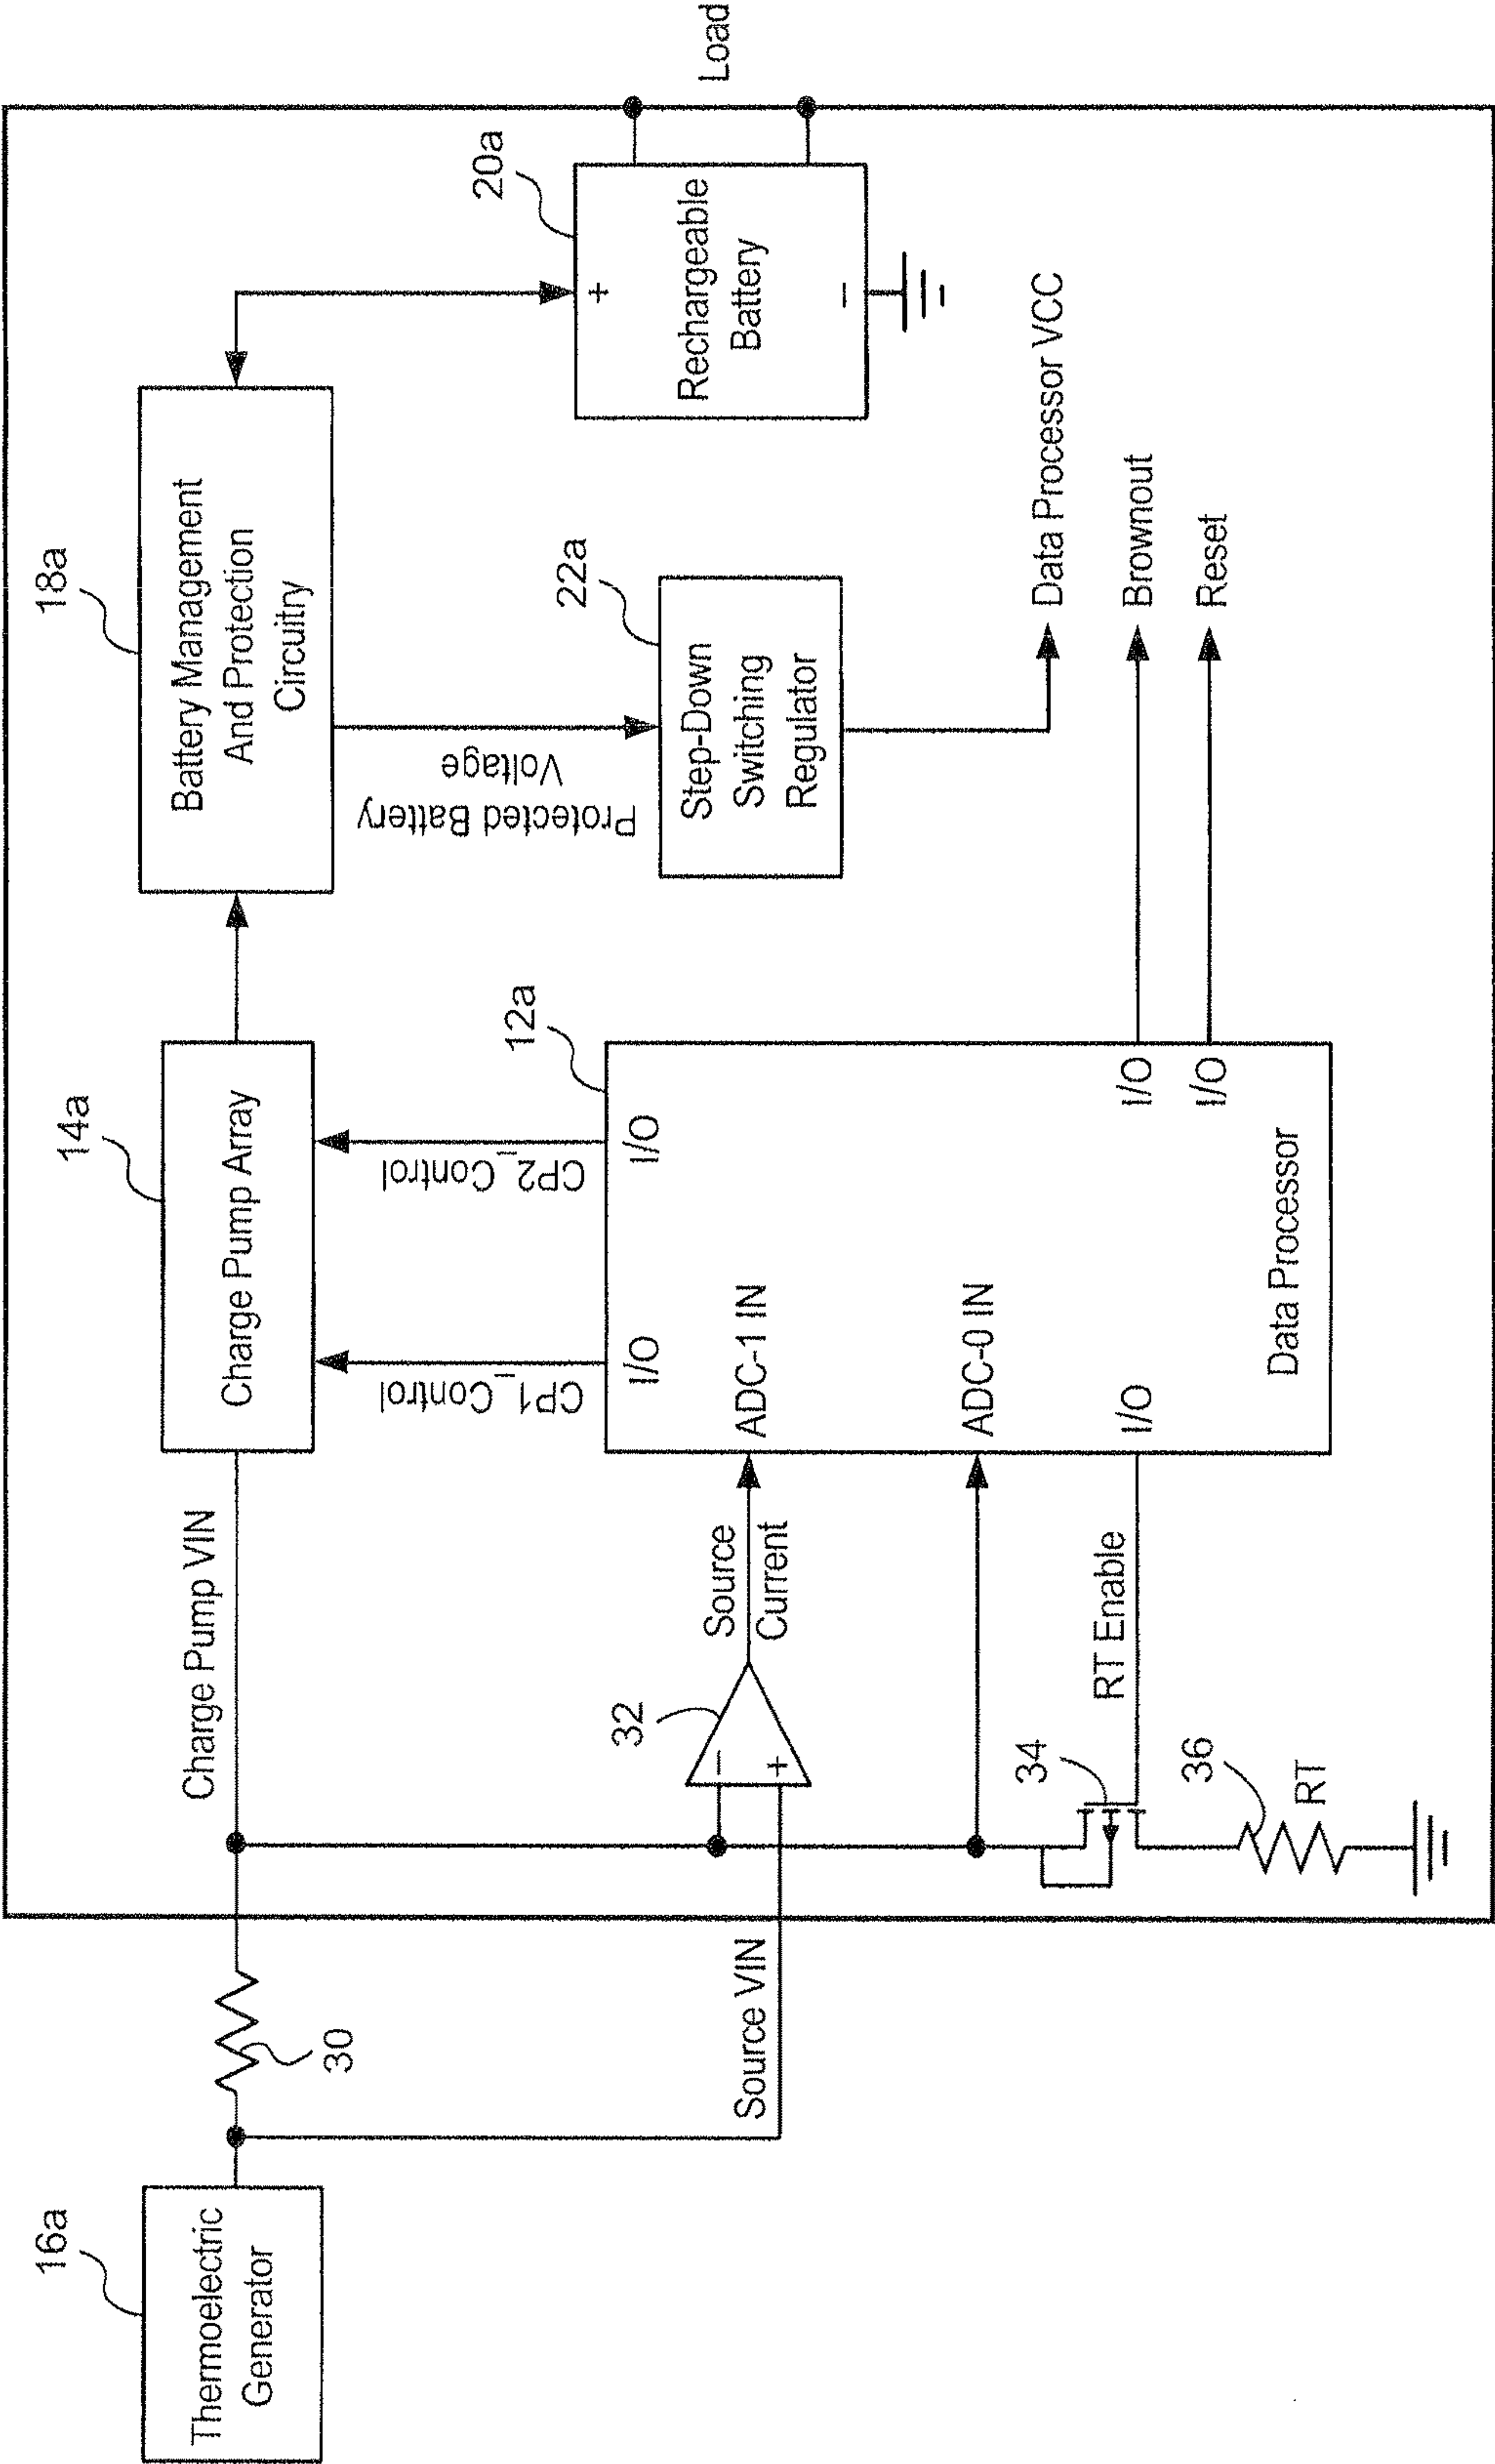 16a
Thermoelectric
Generator
30
Source VIN
Charge Pump VIN
14a
Charge Pump Array
CP1_Control
CP2_Control
18a
Battery Management
And Protection
Circuitry
Protected Battery
Voltage
20a
+
Rechargeable
Battery
−
Load
22a
Step-Down
Switching
Regulator
Data Processor VCC
Brownout
Reset
32
−
+
Source
Current
12a
I/O
I/O
ADC-1 IN
ADC-0 IN
I/O
I/O
I/O
Data Processor
RT Enable
34
36
RT